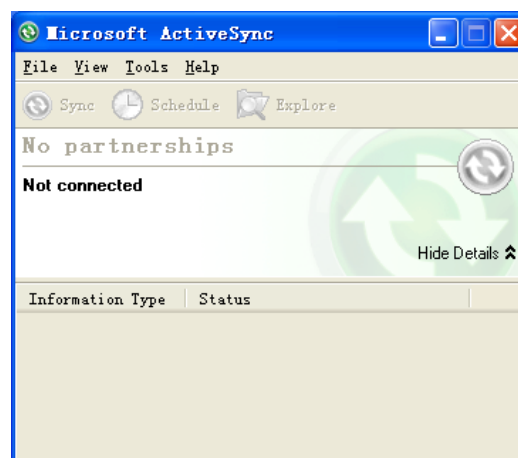 Microsoft ActiveSync
File View Tools Help
Sync Schedule Explore
No partnerships
Not connected
Hide Details
Information Type Status